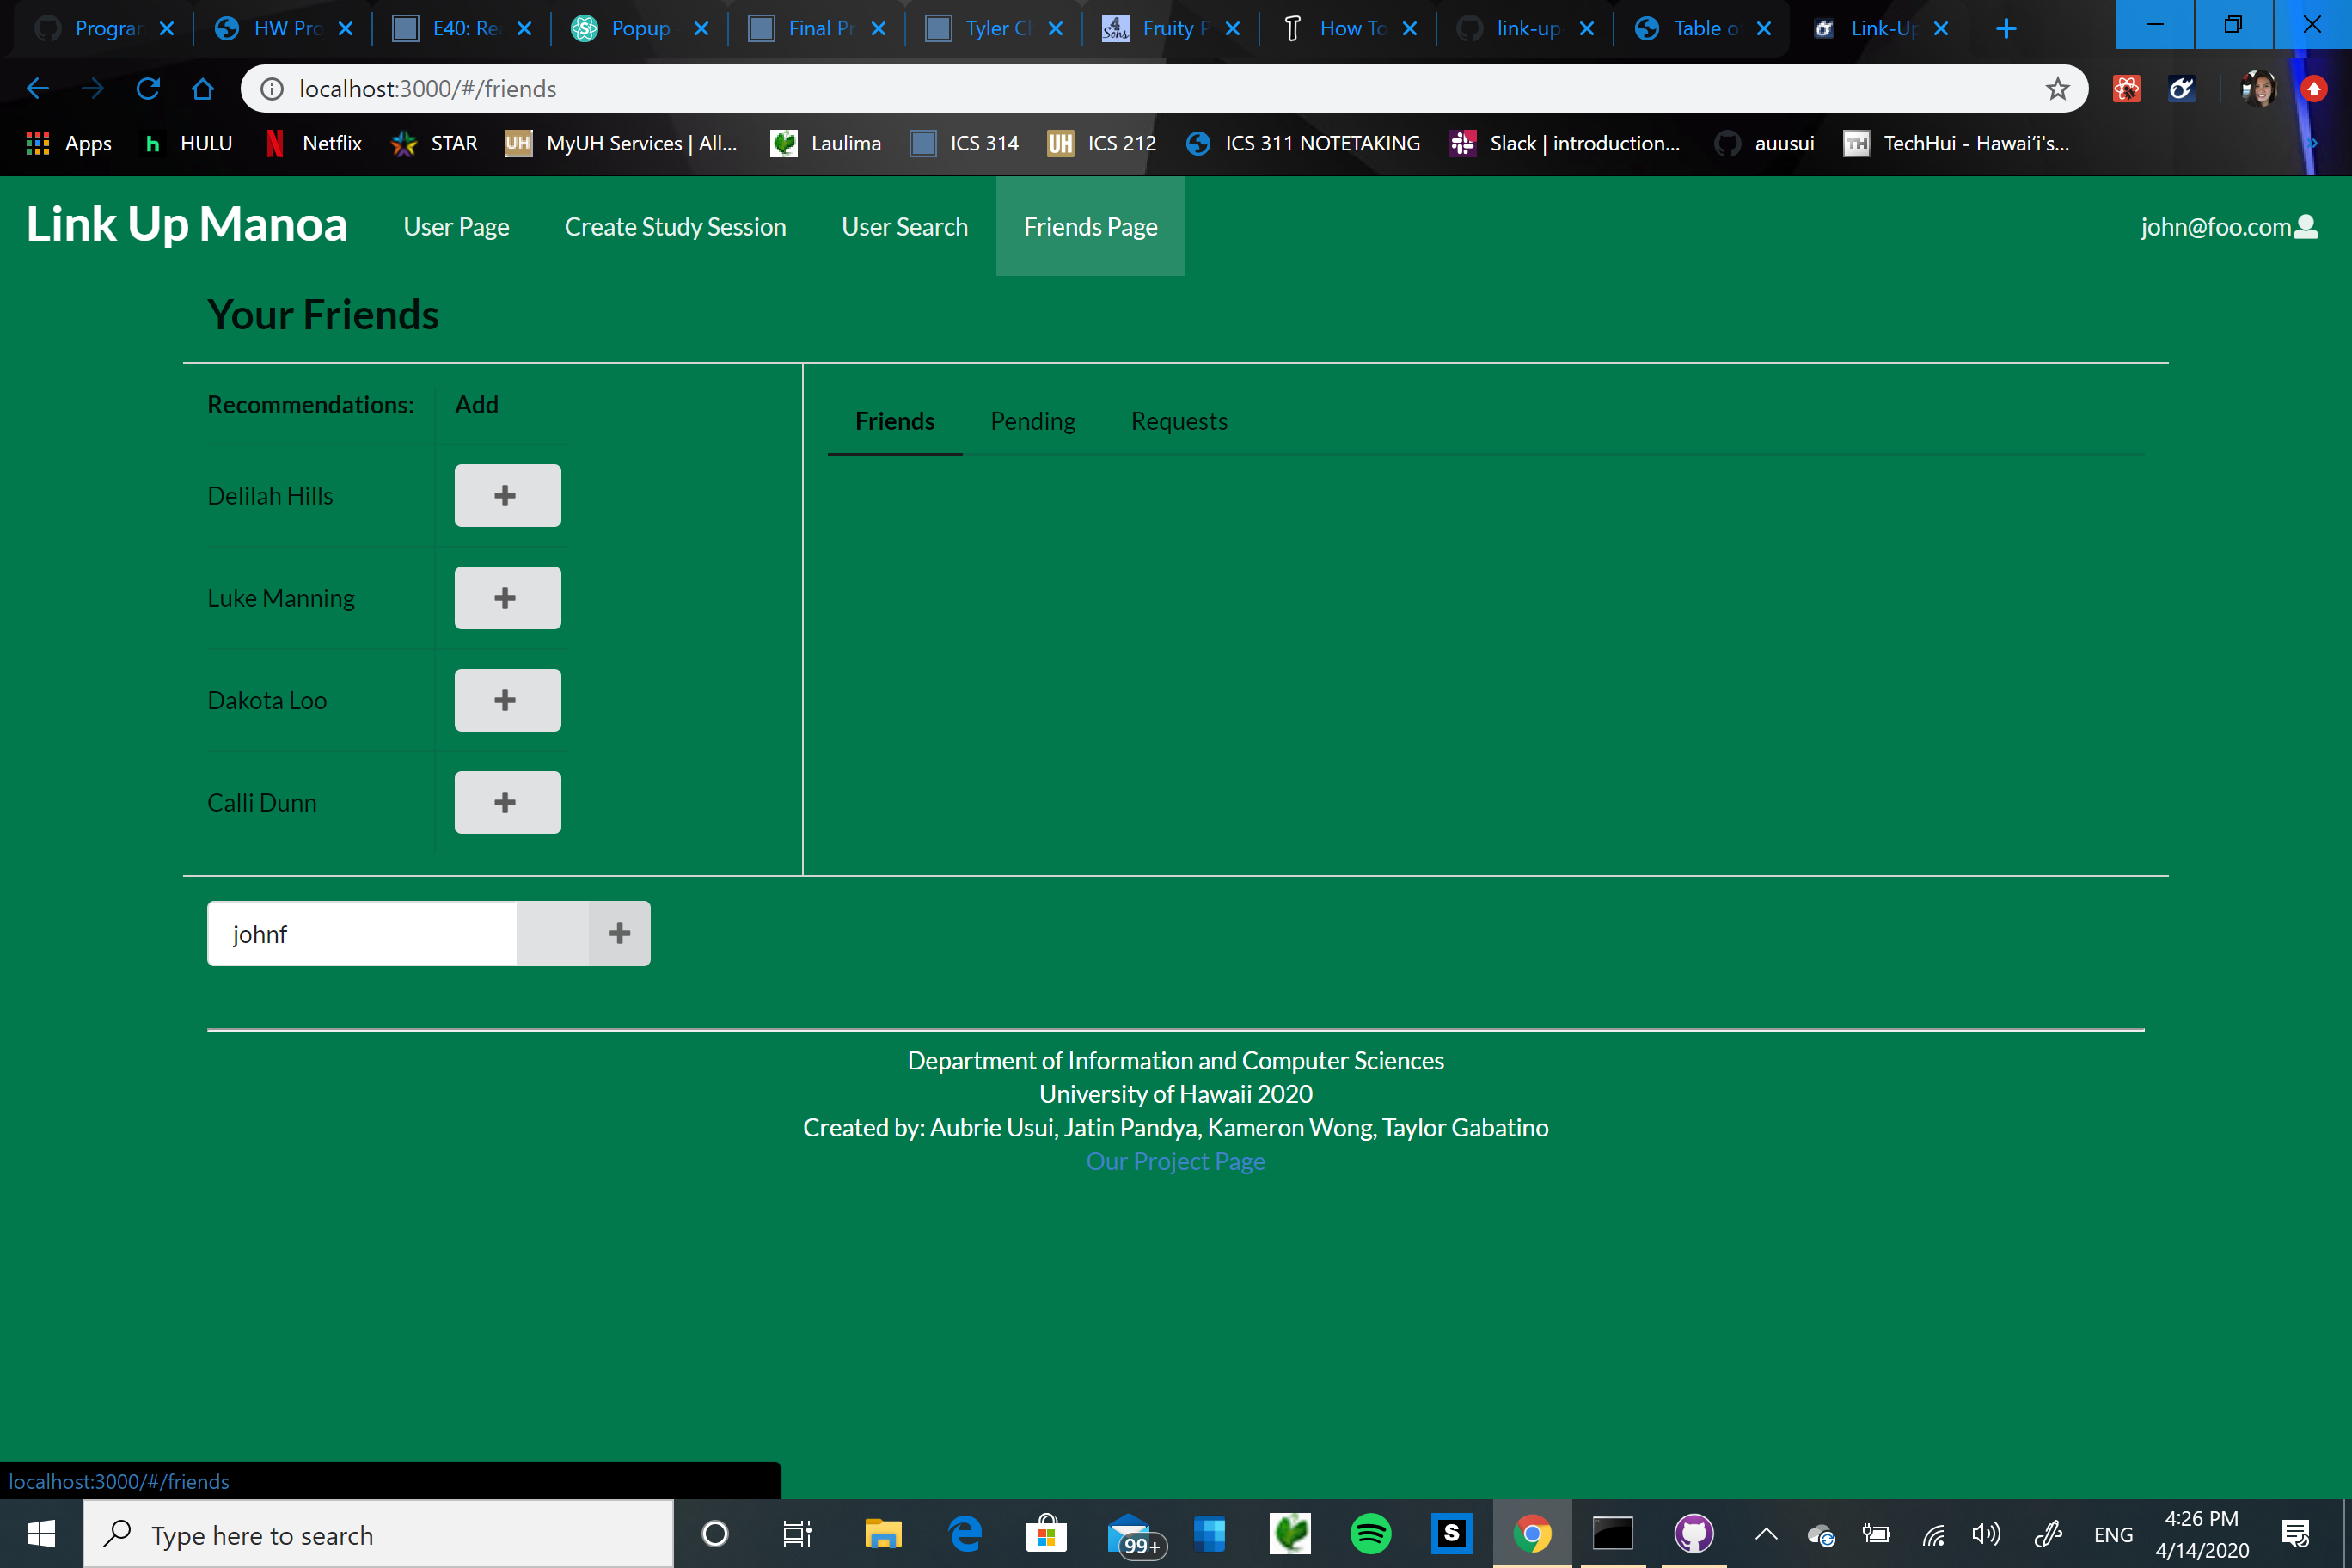 Program HW Pro E40: Re Popup Final Pr Tyler Cl Fruity P How To link-up Table o Link-Up
localhost:3000/#/friends
Apps h HULU N Netflix STAR UH MyUH Services | All... Laulima ICS 314 UH ICS 212 ICS 311 NOTETAKING Slack | introduction... auusui TH TechHui - Hawaiʻi's...
Link Up Manoa User Page Create Study Session User Search Friends Page john@foo.com
Your Friends
Recommendations: Add
Friends Pending Requests
Delilah Hills
Luke Manning
Dakota Loo
Calli Dunn
johnf
Department of Information and Computer Sciences
University of Hawaii 2020
Created by: Aubrie Usui, Jatin Pandya, Kameron Wong, Taylor Gabatino
Our Project Page
localhost:3000/#/friends
Type here to search 99+ S ENG 4:26 PM
4/14/2020